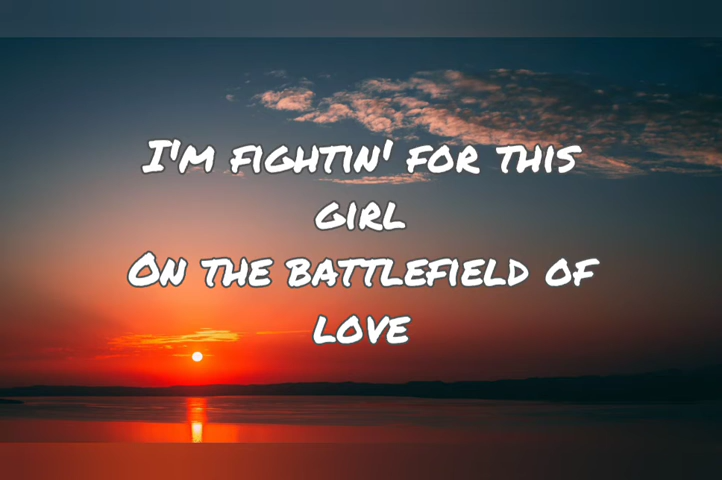 I'm fightin' for this
girl
On the battlefield of
love